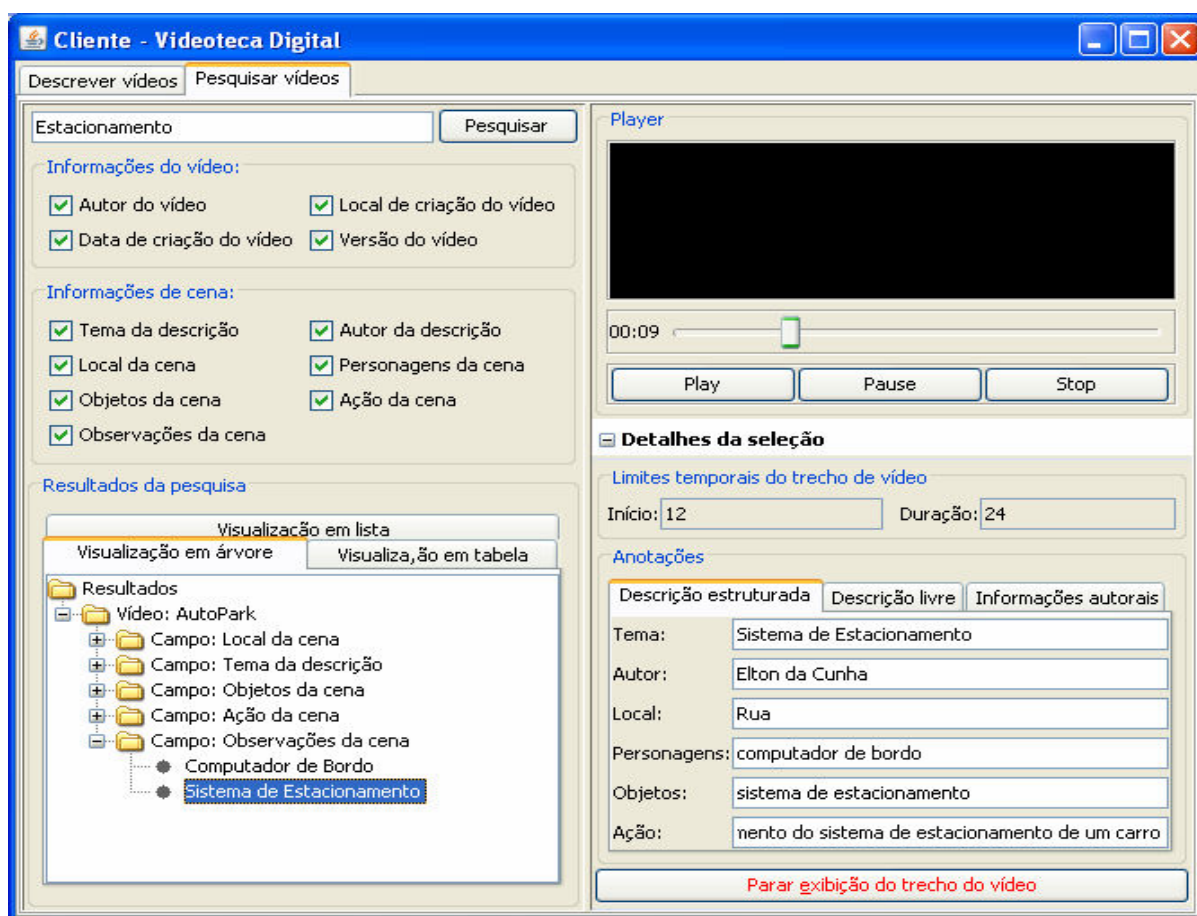 Cliente - Videoteca Digital
Descrever vídeos Pesquisar vídeos
Estacionamento Pesquisar
Informações do vídeo:
Autor do vídeo Local de criação do vídeo
Data de criação do vídeo Versão do vídeo
Informações de cena:
Tema da descrição Autor da descrição
Local da cena Personagens da cena
Objetos da cena Ação da cena
Observações da cena
Resultados da pesquisa
Visualização em lista
Visualização em árvore Visualiza,ão em tabela
Resultados
Vídeo: AutoPark
Campo: Local da cena
Campo: Tema da descrição
Campo: Objetos da cena
Campo: Ação da cena
Campo: Observações da cena
Computador de Bordo
Sistema de Estacionamento
Player
00:09
Play Pause Stop
Detalhes da seleção
Limites temporais do trecho de vídeo
Início: 12 Duração: 24
Anotações
Descrição estruturada Descrição livre Informações autorais
Tema: Sistema de Estacionamento
Autor: Elton da Cunha
Local: Rua
Personagens: computador de bordo
Objetos: sistema de estacionamento
Ação: mento do sistema de estacionamento de um carro
Parar exibição do trecho do vídeo